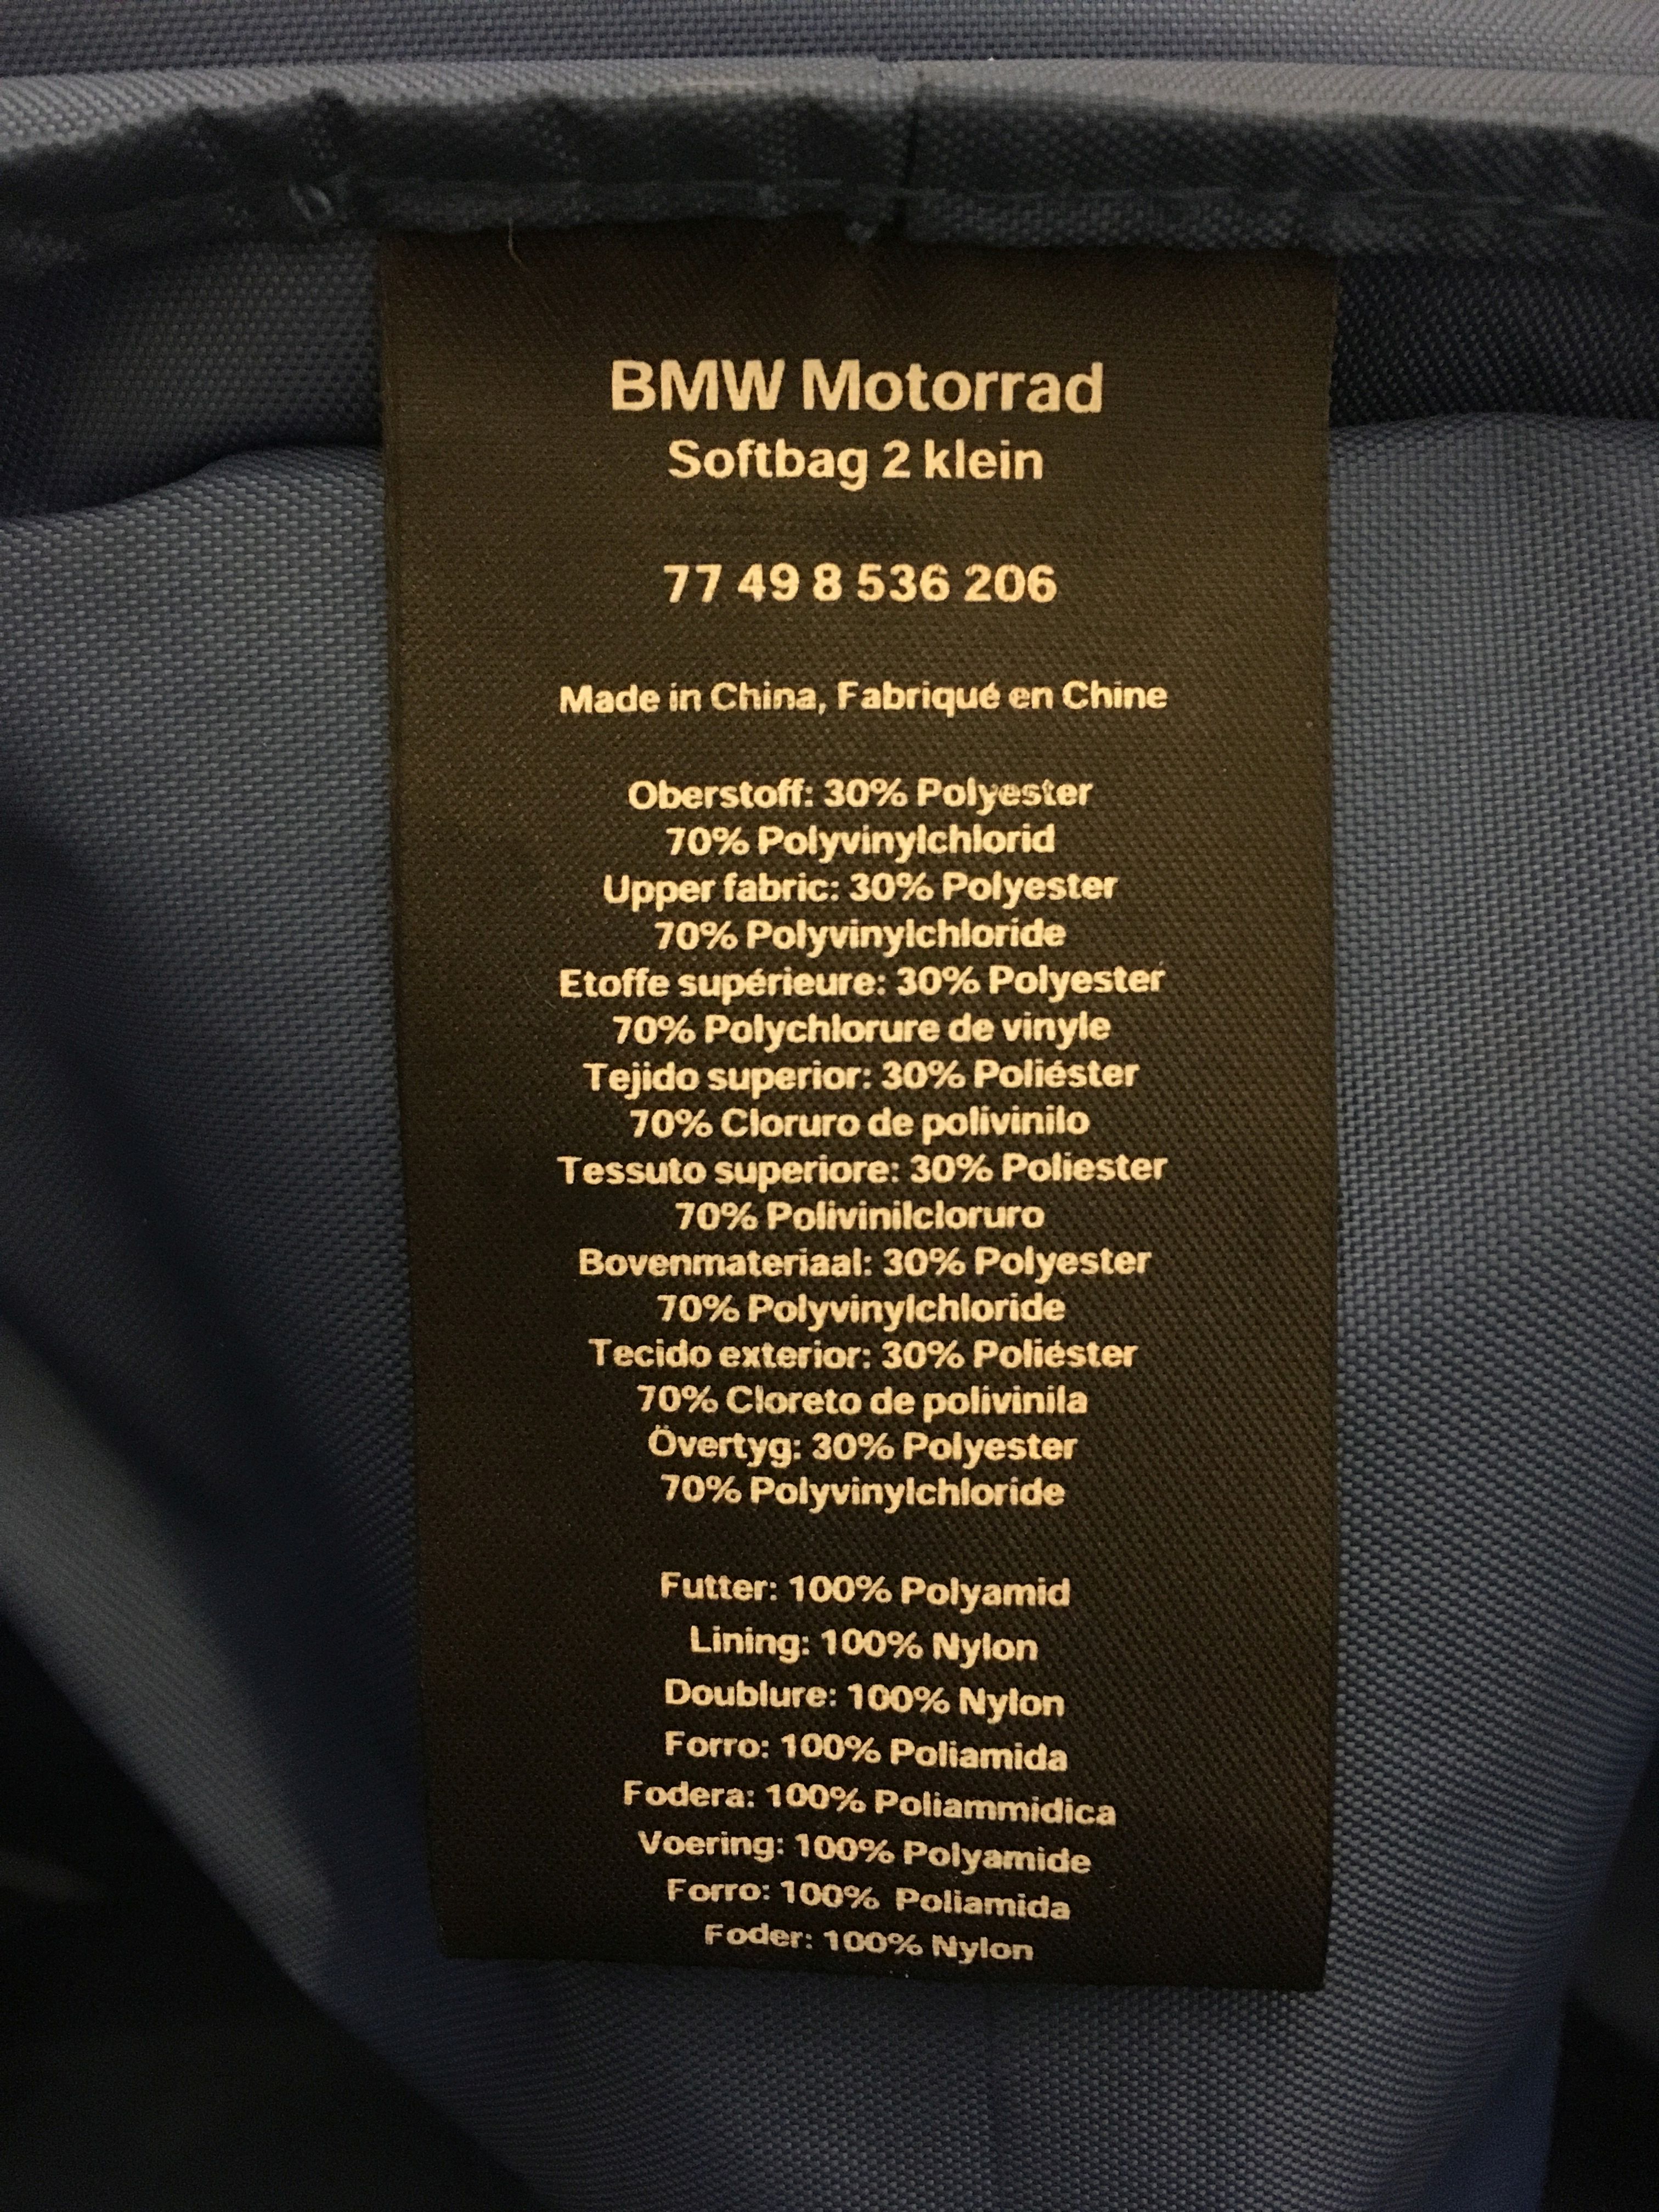 BMW Motorrad
Softbag 2 klein
77 49 8 536 206
Made in China, Fabriqué en Chine
Oberstoff: 30% Polyester
70% Polyvinylchlorid
Upper fabric: 30% Polyester
70% Polyvinylchloride
Etoffe supérieure: 30% Polyester
70% Polychlorure de vinyle
Tejido superior: 30% Poliéster
70% Cloruro de polivinilo
Tessuto superiore: 30% Poliester
70% Polivinilcloruro
Bovenmateriaal: 30% Polyester
70% Polyvinylchloride
Tecido exterior: 30% Poliéster
70% Cloreto de polivinila
Övertyg: 30% Polyester
70% Polyvinylchloride
Futter: 100% Polyamid
Lining: 100% Nylon
Doublure: 100% Nylon
Forro: 100% Poliamida
Fodera: 100% Poliammidica
Voering: 100% Polyamide
Forro: 100% Poliamida
Foder: 100% Nylon